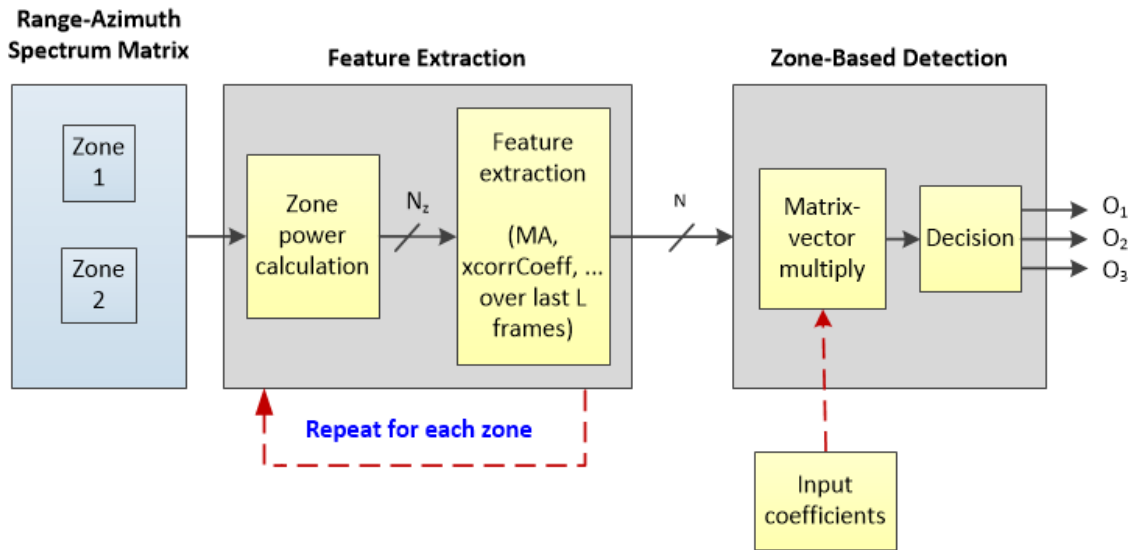 Range-Azimuth
Spectrum Matrix
Feature Extraction
Zone-Based Detection
Zone
1
Zone
2
Zone
power
calculation
N₂
Feature
extraction
(MA,
xcorrCoeff, ...
over last L
frames)
N
Matrix-
vector
multiply
Decision
O₁
O₂
O₃
Repeat for each zone
Input
coefficients